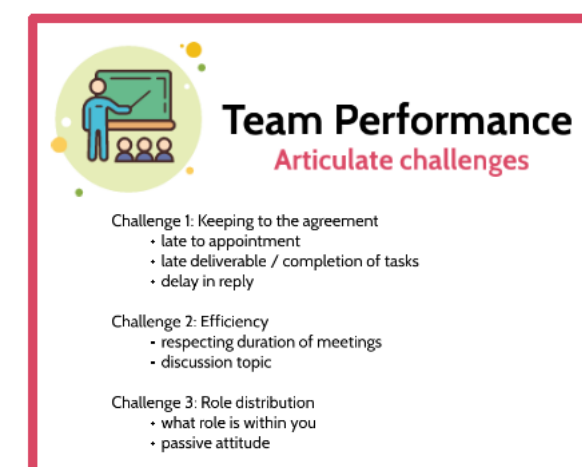 Team Performance
Articulate challenges
Challenge 1: Keeping to the agreement
+ late to appointment
+ late deliverable / completion of tasks
+ delay in reply
Challenge 2: Efficiency
- respecting duration of meetings
- discussion topic
Challenge 3: Role distribution
+ what role is within you
+ passive attitude